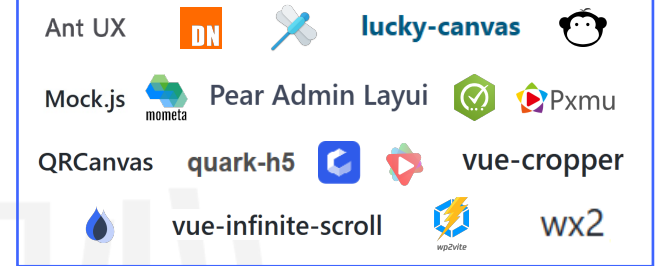 Ant UX DN lucky-canvas
Mock.js mometa Pear Admin Layui Pxmu
QRCanvas quark-h5 vue-cropper
vue-infinite-scroll wp2vite wx2